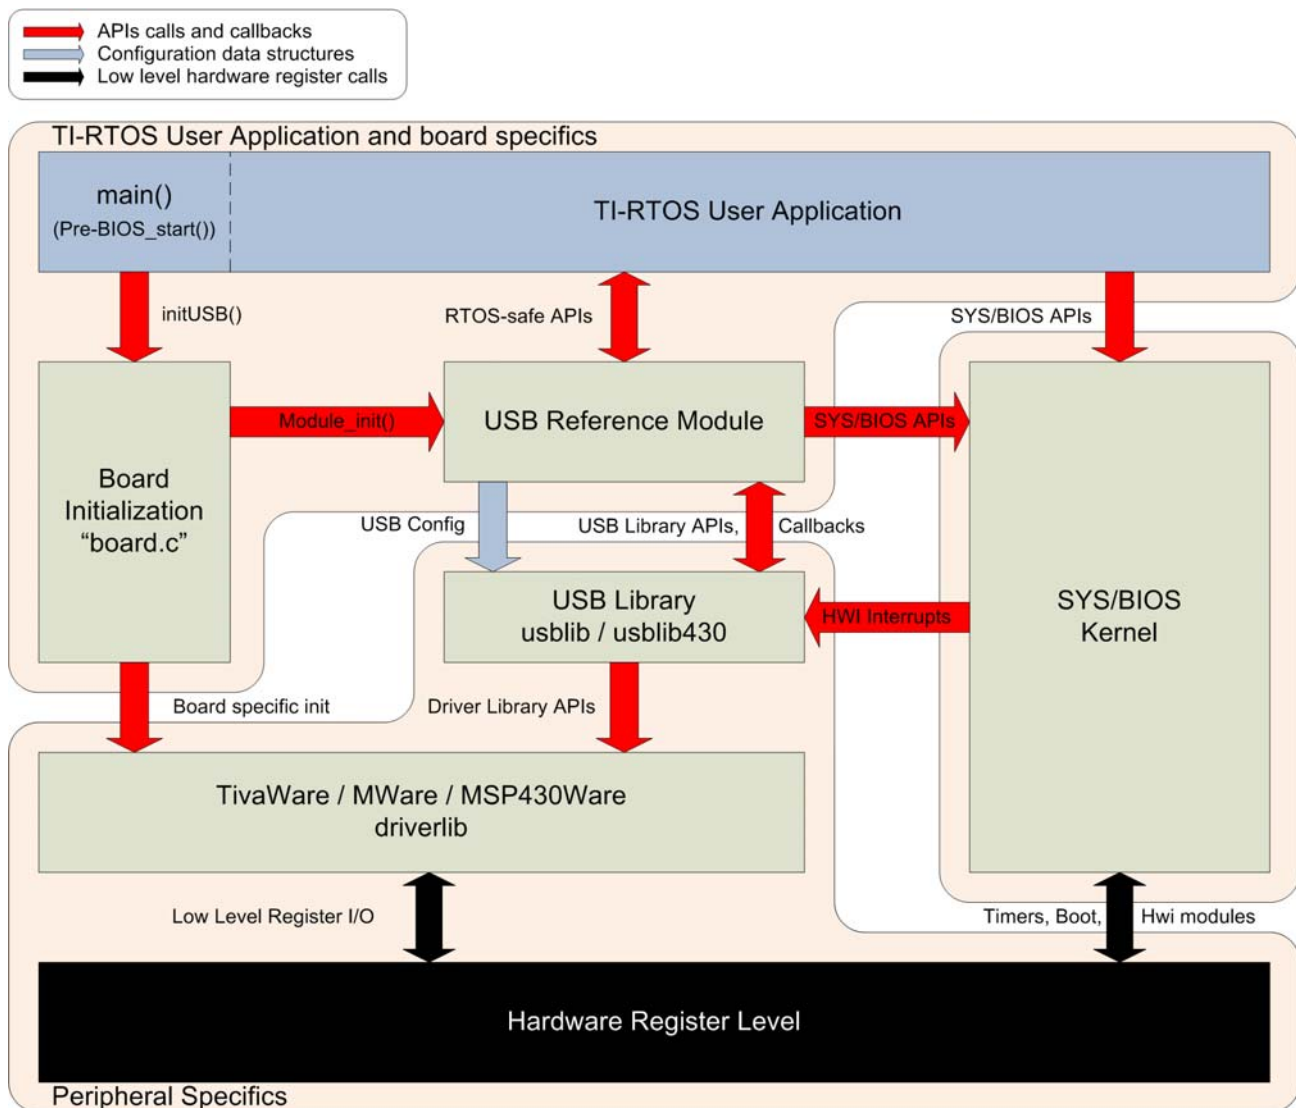 APIs calls and callbacks
Configuration data structures
Low level hardware register calls
TI-RTOS User Application and board specifics
main()
(Pre-BIOS_start())
TI-RTOS User Application
initUSB()
RTOS-safe APIs
SYS/BIOS APIs
Module_init()
USB Reference Module
SYS/BIOS APIs
Board
Initialization
“board.c”
USB Config
USB Library APIs,
Callbacks
USB Library
usblib / usblib430
HWI Interrupts
SYS/BIOS
Kernel
Board specific init
Driver Library APIs
TivaWare / MWare / MSP430Ware
driverlib
Low Level Register I/O
Timers, Boot,
Hwi modules
Hardware Register Level
Peripheral Specifics